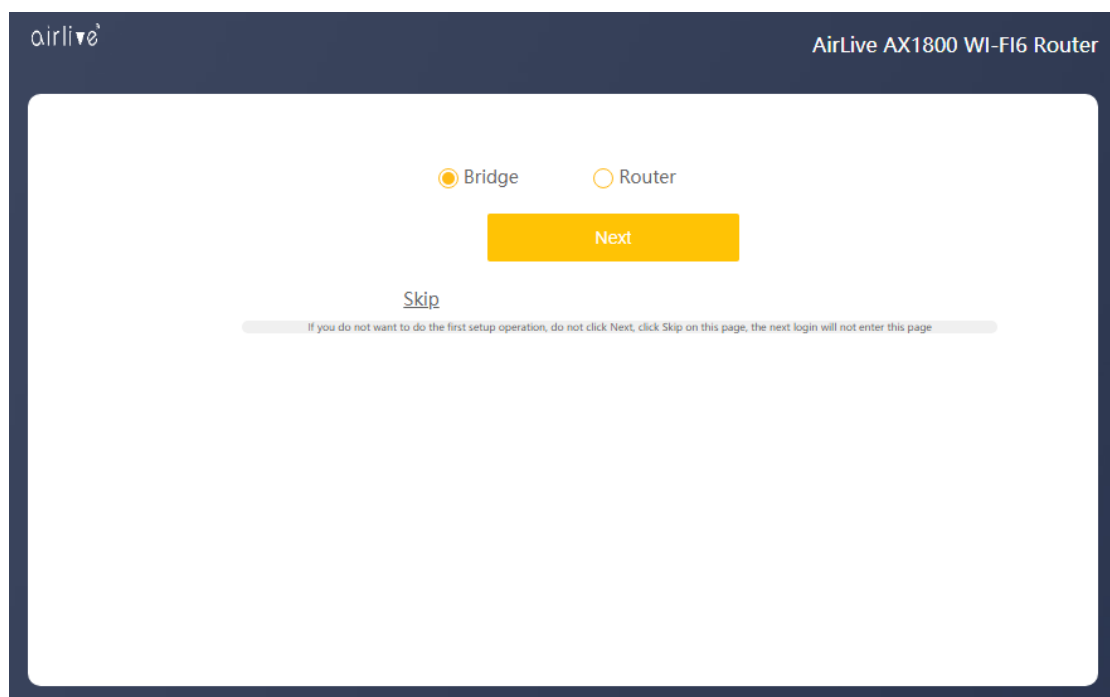 airlive
AirLive AX1800 WI-FI6 Router
Bridge
Router
Next
Skip
If you do not want to do the first setup operation, do not click Next, click Skip on this page, the next login will not enter this page